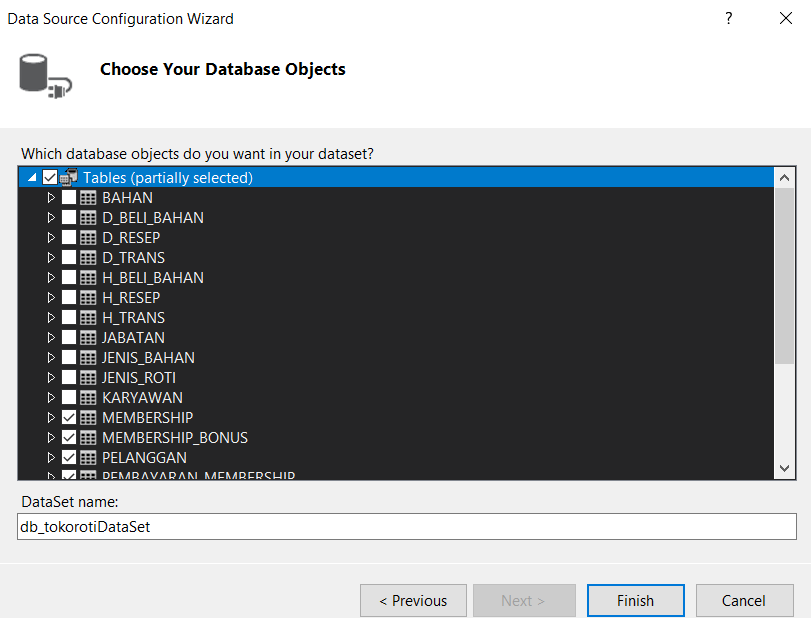 Data Source Configuration Wizard
?
Choose Your Database Objects
Which database objects do you want in your dataset?
Tables (partially selected)
BAHAN
D_BELI_BAHAN
D_RESEP
D_TRANS
H_BELI_BAHAN
H_RESEP
H_TRANS
JABATAN
JENIS_BAHAN
JENIS_ROTI
KARYAWAN
MEMBERSHIP
MEMBERSHIP_BONUS
PELANGGAN
PEMBAYARAN_MEMBERSHIP
DataSet name:
db_tokorotiDataSet
< Previous
Next >
Finish
Cancel